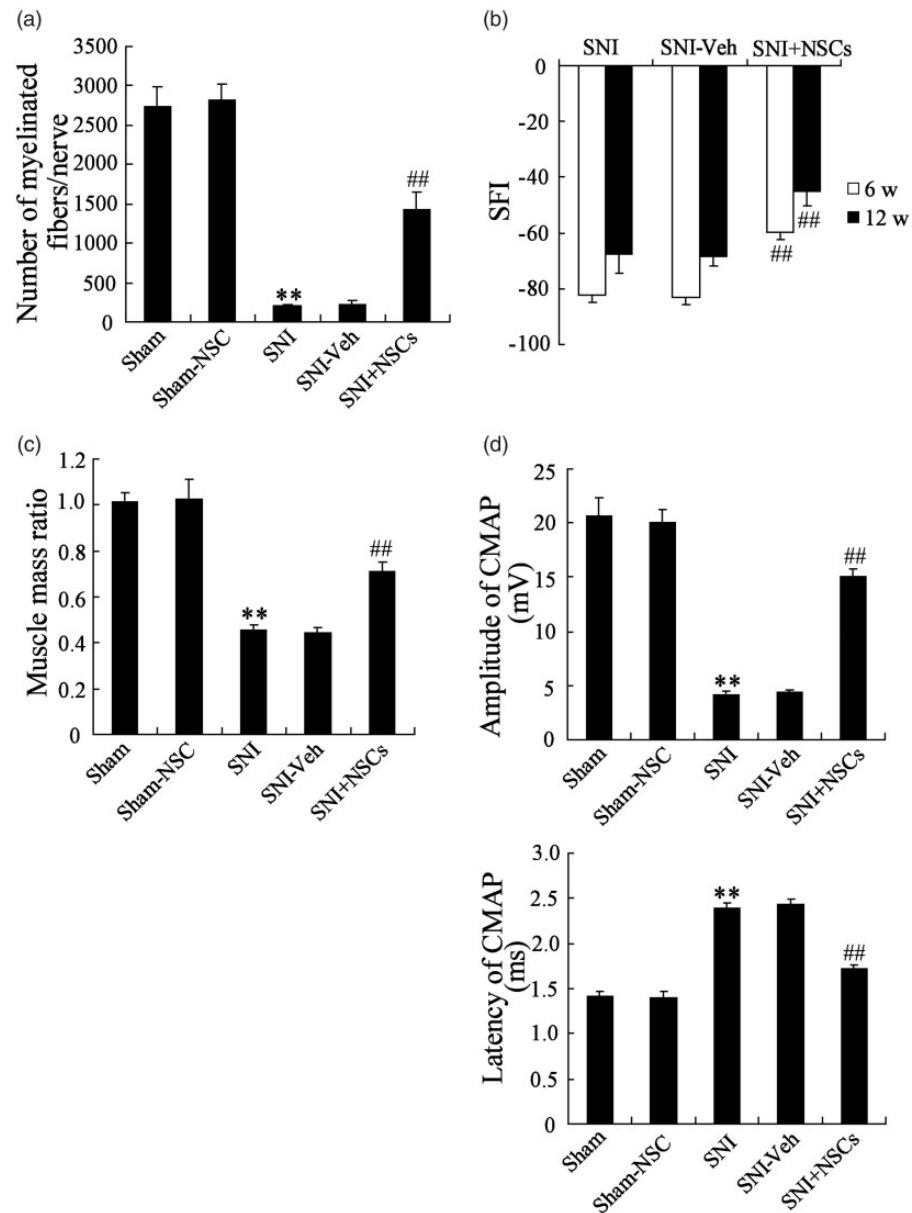 (a)
Number of myelinated
fibers/nerve
3500
3000
2500
2000
1500
1000
500
0
**
##
Sham
Sham-NSC
SNI
SNI-Veh
SNI+NSCs
(b)
SNI
SNI-Veh
SNI+NSCs
SFI
0
-20
-40
-60
-80
-100
##
##
6 w
12 w
(c)
Muscle mass ratio
1.2
1.0
0.8
0.6
0.4
0.2
0
**
##
Sham
Sham-NSC
SNI
SNI-Veh
SNI+NSCs
(d)
Amplitude of CMAP
(mV)
25
20
15
10
5
0
**
##
Sham
Sham-NSC
SNI
SNI-Veh
SNI+NSCs
Latency of CMAP
(ms)
3.0
2.5
2.0
1.5
1.0
0.5
0
**
##
Sham
Sham-NSC
SNI
SNI-Veh
SNI+NSCs